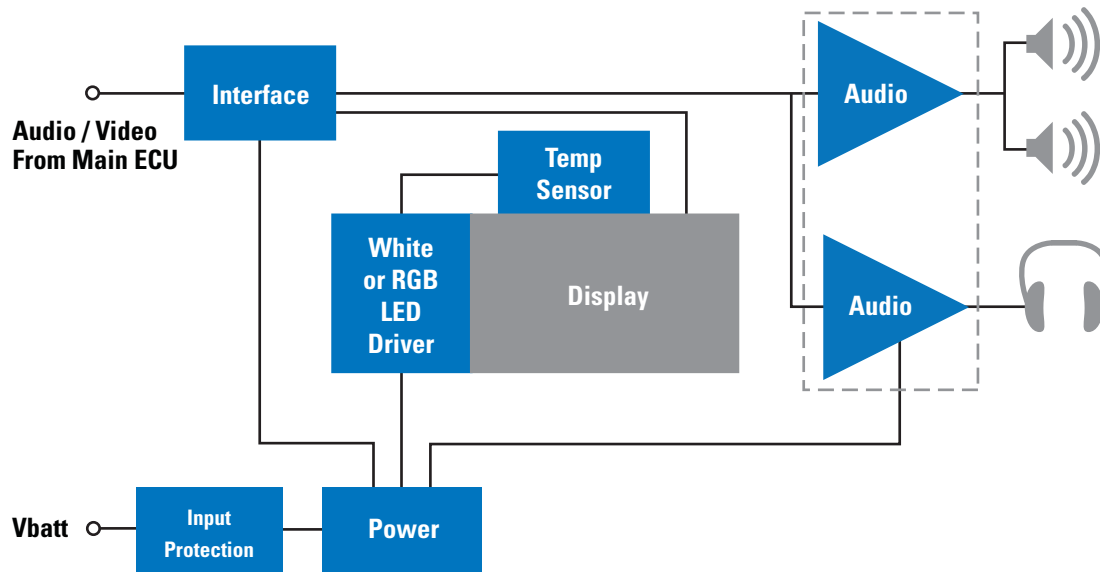 Interface
Audio / Video
From Main ECU
Audio
Temp
Sensor
White
or RGB
LED
Driver
Display
Audio
Vbatt
Input
Protection
Power